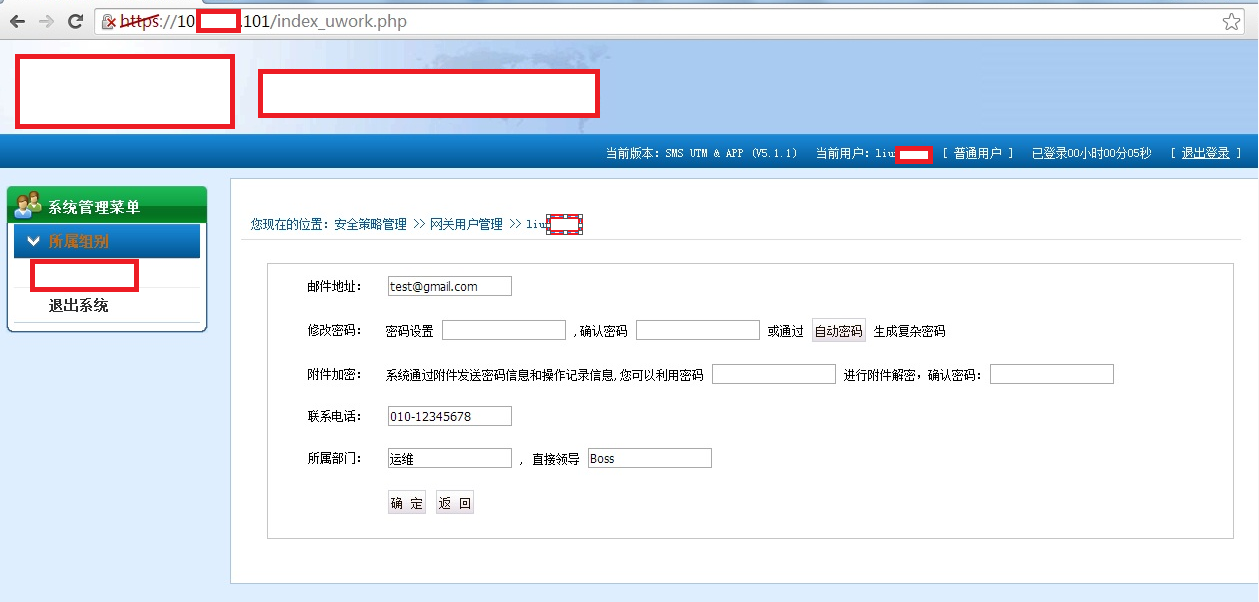 https://10 .101/index_uwork.php
当前版本: SMS UTM & APP (V5.1.1) 当前用户: liu [ 普通用户 ] 已登录00小时00分05秒 [ 退出登录 ]
系统管理菜单
所属组别
退出系统
您现在的位置: 安全策略管理 >> 网关用户管理 >> liu
邮件地址: test@gmail.com
修改密码: 密码设置 ,确认密码 或通过 自动密码 生成复杂密码
附件加密: 系统通过附件发送密码信息和操作记录信息,您可以利用密码 进行附件解密，确认密码:
联系电话: 010-12345678
所属部门: 运维 ， 直接领导 Boss
确 定 返 回